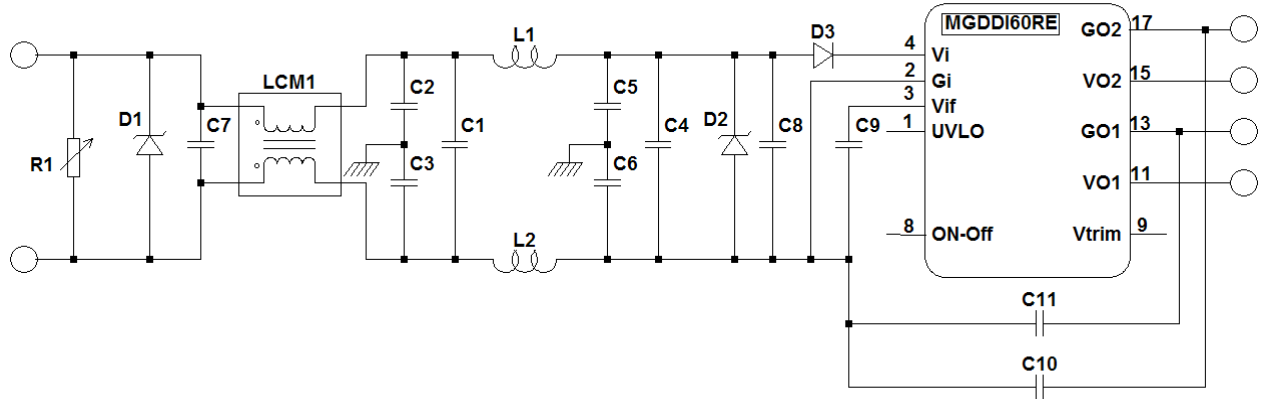 MGDDI60RE
GO2 17
L1
D3
4 Vi
LCM1
2 Gi
VO2 15
C2
C5
3 Vif
D1
C7
C1
C4
D2
C8
C9
1 UVLO
GO1 13
R1
C3
C6
VO1 11
L2
8 ON-Off
Vtrim 9
C11
C10